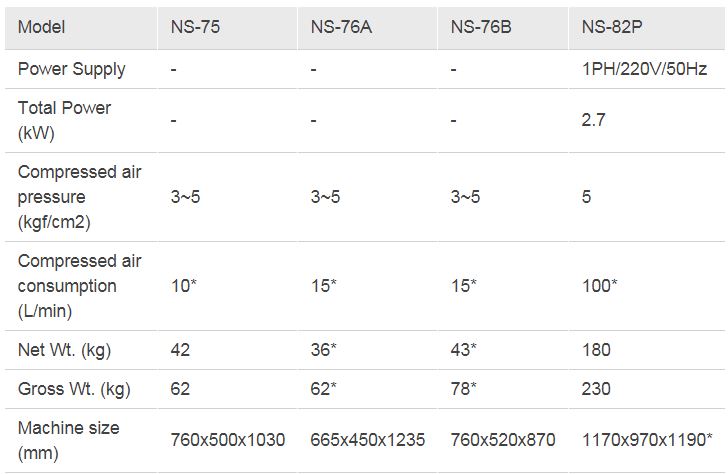 Model NS-75 NS-76A NS-76B NS-82P
Power Supply - - - 1PH/220V/50Hz
Total Power
(kW) - - - 2.7
Compressed air
pressure
(kgf/cm2) 3~5 3~5 3~5 5
Compressed air
consumption
(L/min) 10* 15* 15* 100*
Net Wt. (kg) 42 36* 43* 180
Gross Wt. (kg) 62 62* 78* 230
Machine size
(mm) 760x500x1030 665x450x1235 760x520x870 1170x970x1190*